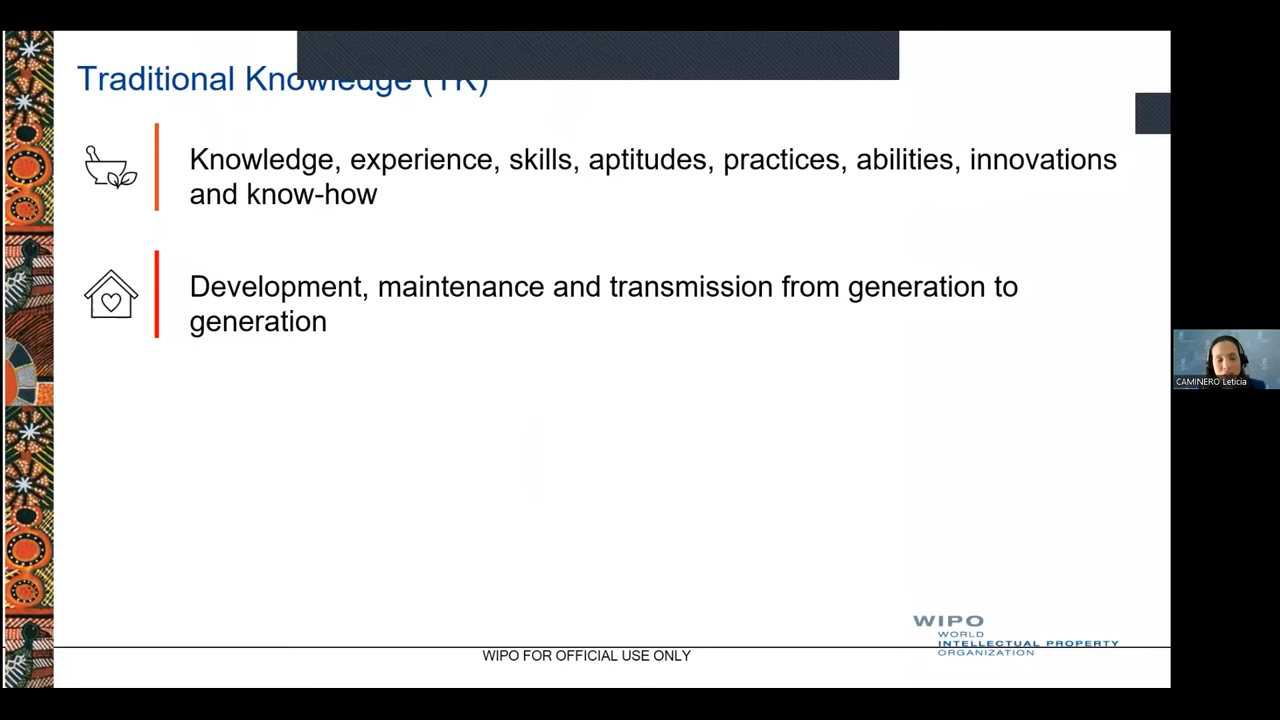 Traditional Knowledge (TK)
Knowledge, experience, skills, aptitudes, practices, abilities, innovations
and know-how
Development, maintenance and transmission from generation to
generation
CAMINERO Leticia
WIPO
WORLD
INTELLECTUAL PROPERTY
ORGANIZATION
WIPO FOR OFFICIAL USE ONLY